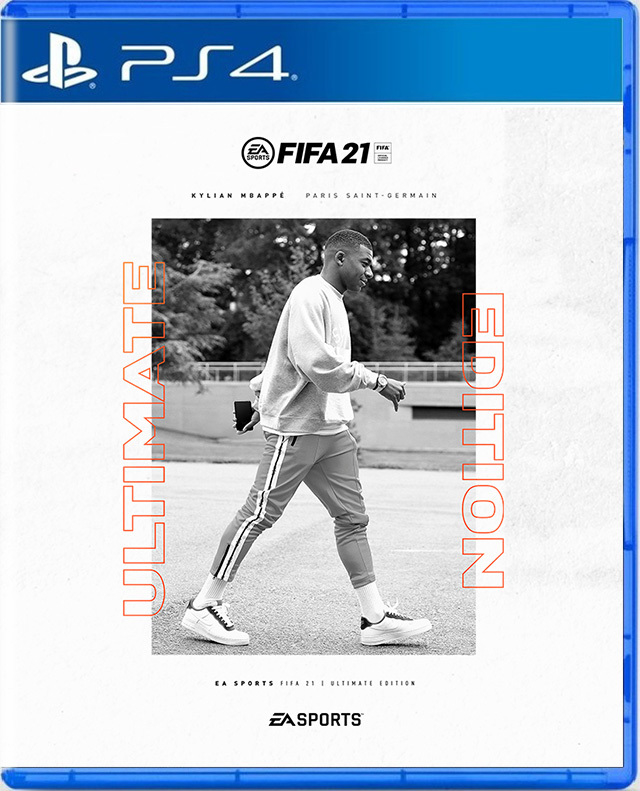 PS4
EA SPORTS FIFA 21 FIFA
KYLIAN MBAPPÉ PARIS SAINT-GERMAIN
ULTIMATE
EDITION
EA SPORTS FIFA 21 | ULTIMATE EDITION
EA SPORTS